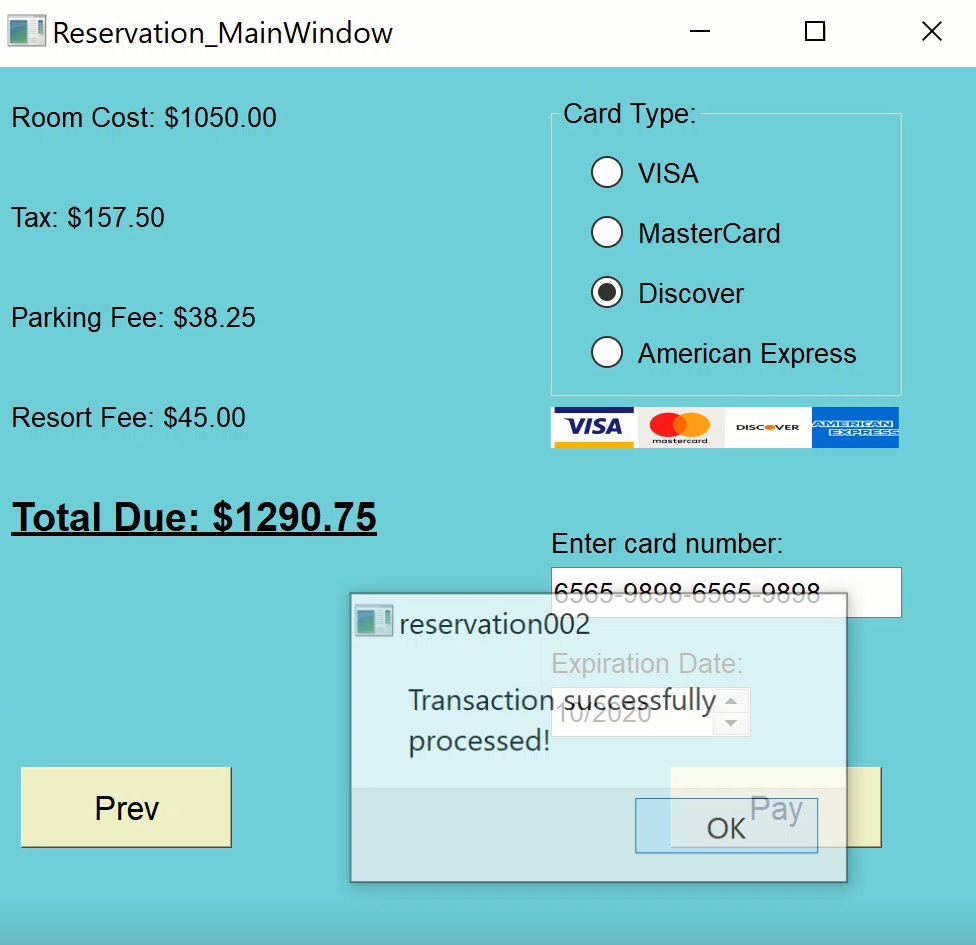 Reservation_MainWindow
Room Cost: $1050.00
Tax: $157.50
Parking Fee: $38.25
Resort Fee: $45.00
Total Due: $1290.75
Card Type:
VISA
MasterCard
Discover
American Express
VISA
mastercard
DISCOVER
AMERICAN
EXPRESS
Enter card number:
6565-9898-6565-9898
Expiration Date:
10/2020
reservation002
Transaction successfully
processed!
OK
Prev
Pay